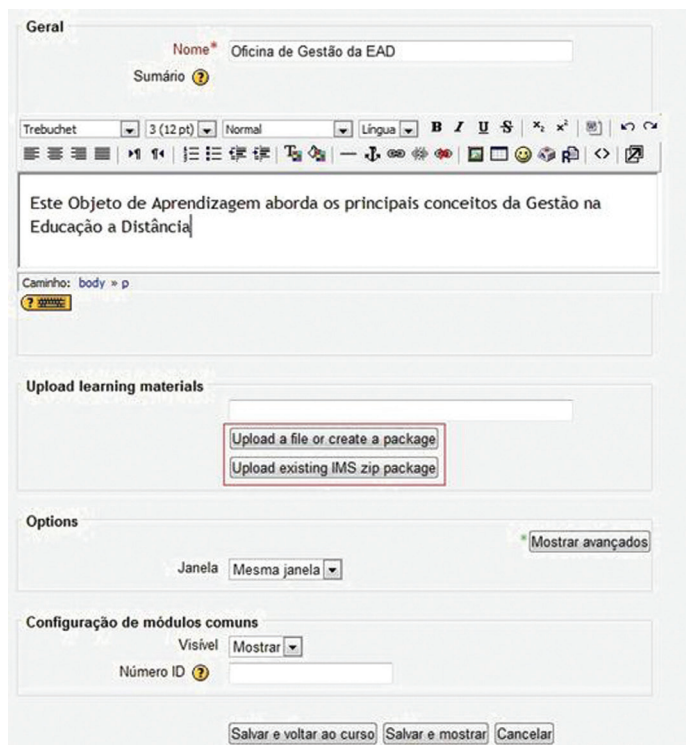 Geral
Nome* Oficina de Gestão da EAD
Sumário ?
Trebuchet 3 (12 pt) Normal Língua B I U S x₂ x²
Este Objeto de Aprendizagem aborda os principais conceitos da Gestão na
Educação a Distância
Caminho: body » p
?
Upload learning materials
Upload a file or create a package
Upload existing IMS zip package
Options
* Mostrar avançados
Janela Mesma janela
Configuração de módulos comuns
Visível Mostrar
Número ID ?
Salvar e voltar ao curso Salvar e mostrar Cancelar